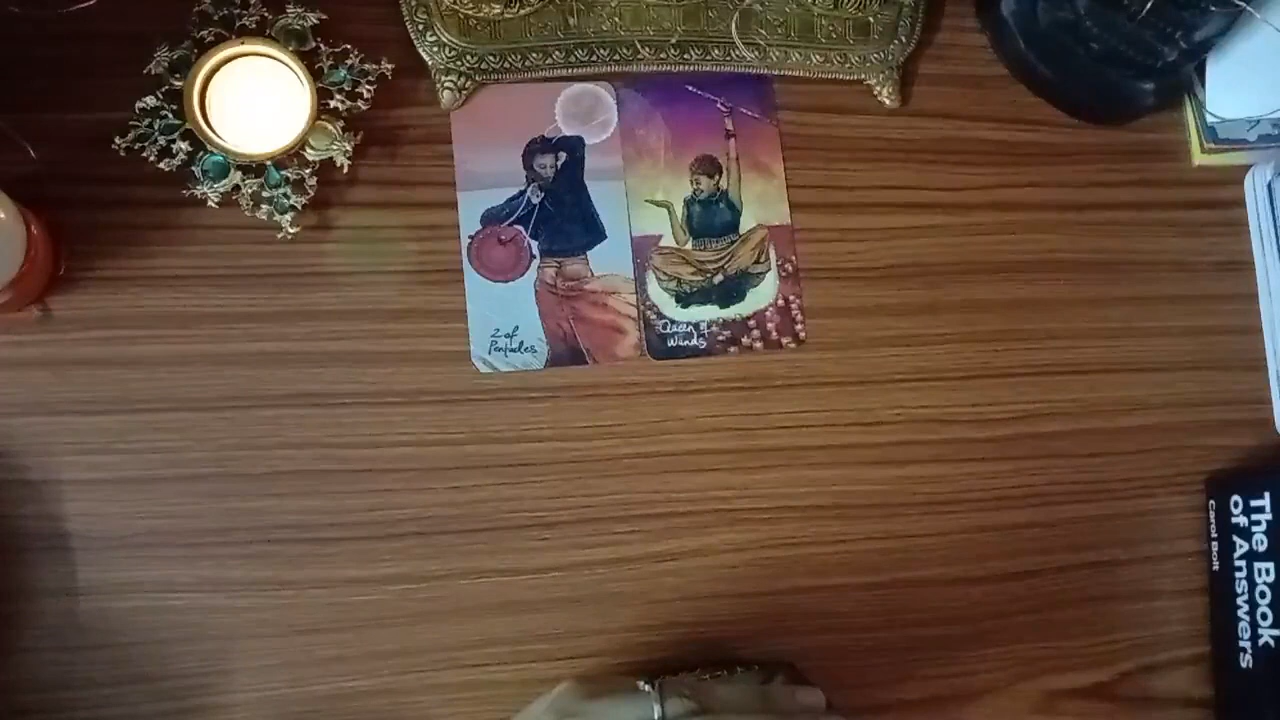 2 of
Pentacles
Queen of
Wands
The Book
of Answers
Carol Bolt